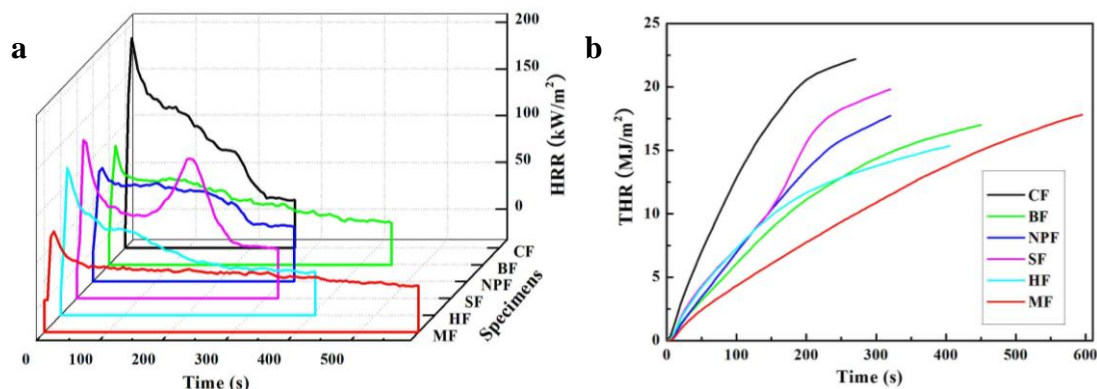 a
200
150
100
50
0
HRR (kW/m²)
CF
BF
NPF
SF
HF
MF
Specimens
0 100 200 300 400 500
Time (s)
b
25
20
15
10
5
0
THR (MJ/m²)
CF
BF
NPF
SF
HF
MF
0 100 200 300 400 500 600
Time (s)